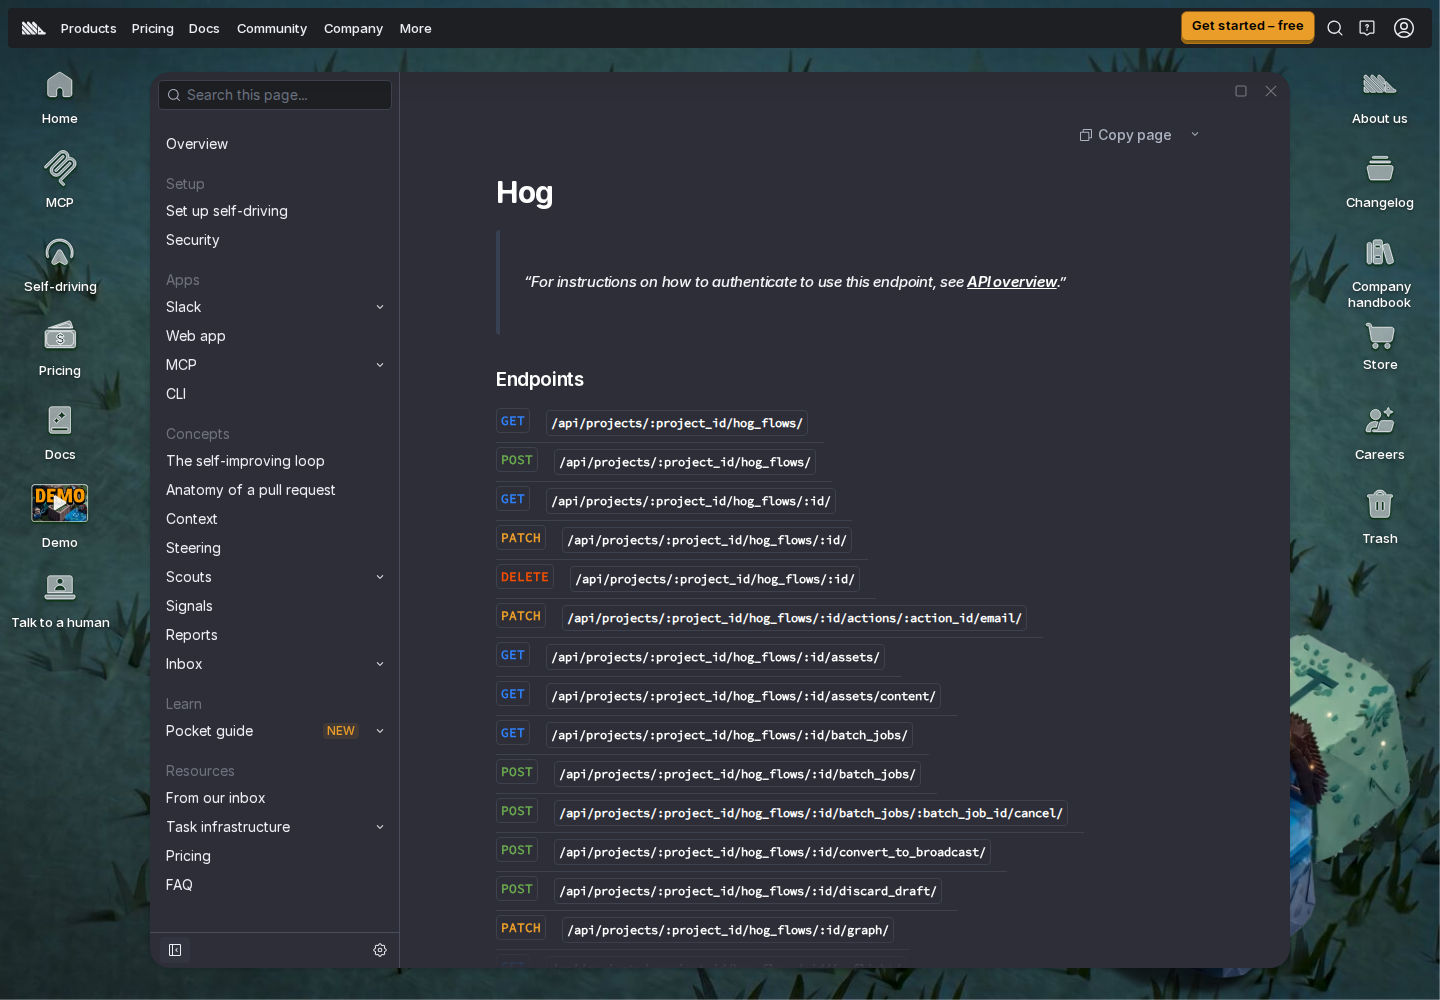 Products Pricing Docs Community Company More
Get started – free
Home
MCP
Self-driving
Pricing
Docs
DEMO
Demo
Talk to a human
Search this page...
Overview
Setup
Set up self-driving
Security
Apps
Slack
Web app
MCP
CLI
Concepts
The self-improving loop
Anatomy of a pull request
Context
Steering
Scouts
Signals
Reports
Inbox
Learn
Pocket guide NEW
Resources
From our inbox
Task infrastructure
Pricing
FAQ
Copy page
Hog
“For instructions on how to authenticate to use this endpoint, see API overview.”
Endpoints
GET /api/projects/:project_id/hog_flows/
POST /api/projects/:project_id/hog_flows/
GET /api/projects/:project_id/hog_flows/:id/
PATCH /api/projects/:project_id/hog_flows/:id/
DELETE /api/projects/:project_id/hog_flows/:id/
PATCH /api/projects/:project_id/hog_flows/:id/actions/:action_id/email/
GET /api/projects/:project_id/hog_flows/:id/assets/
GET /api/projects/:project_id/hog_flows/:id/assets/content/
GET /api/projects/:project_id/hog_flows/:id/batch_jobs/
POST /api/projects/:project_id/hog_flows/:id/batch_jobs/
POST /api/projects/:project_id/hog_flows/:id/batch_jobs/:batch_job_id/cancel/
POST /api/projects/:project_id/hog_flows/:id/convert_to_broadcast/
POST /api/projects/:project_id/hog_flows/:id/discard_draft/
PATCH /api/projects/:project_id/hog_flows/:id/graph/
About us
Changelog
Company
handbook
Store
Careers
Trash